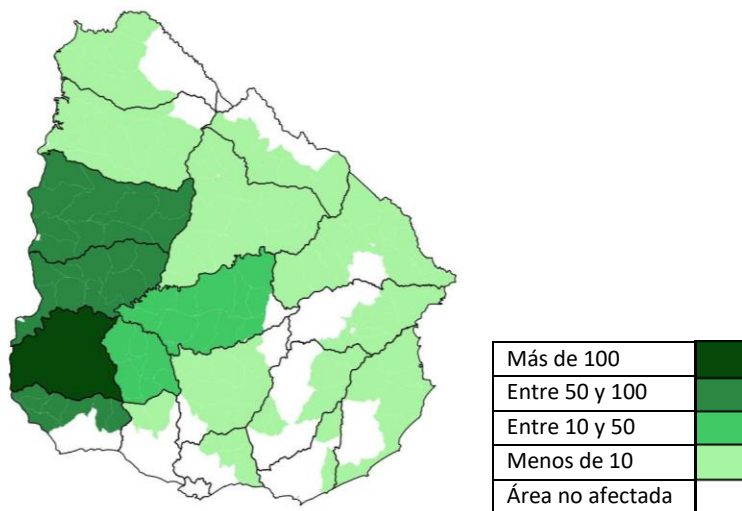 Más de 100
Entre 50 y 100
Entre 10 y 50
Menos de 10
Área no afectada